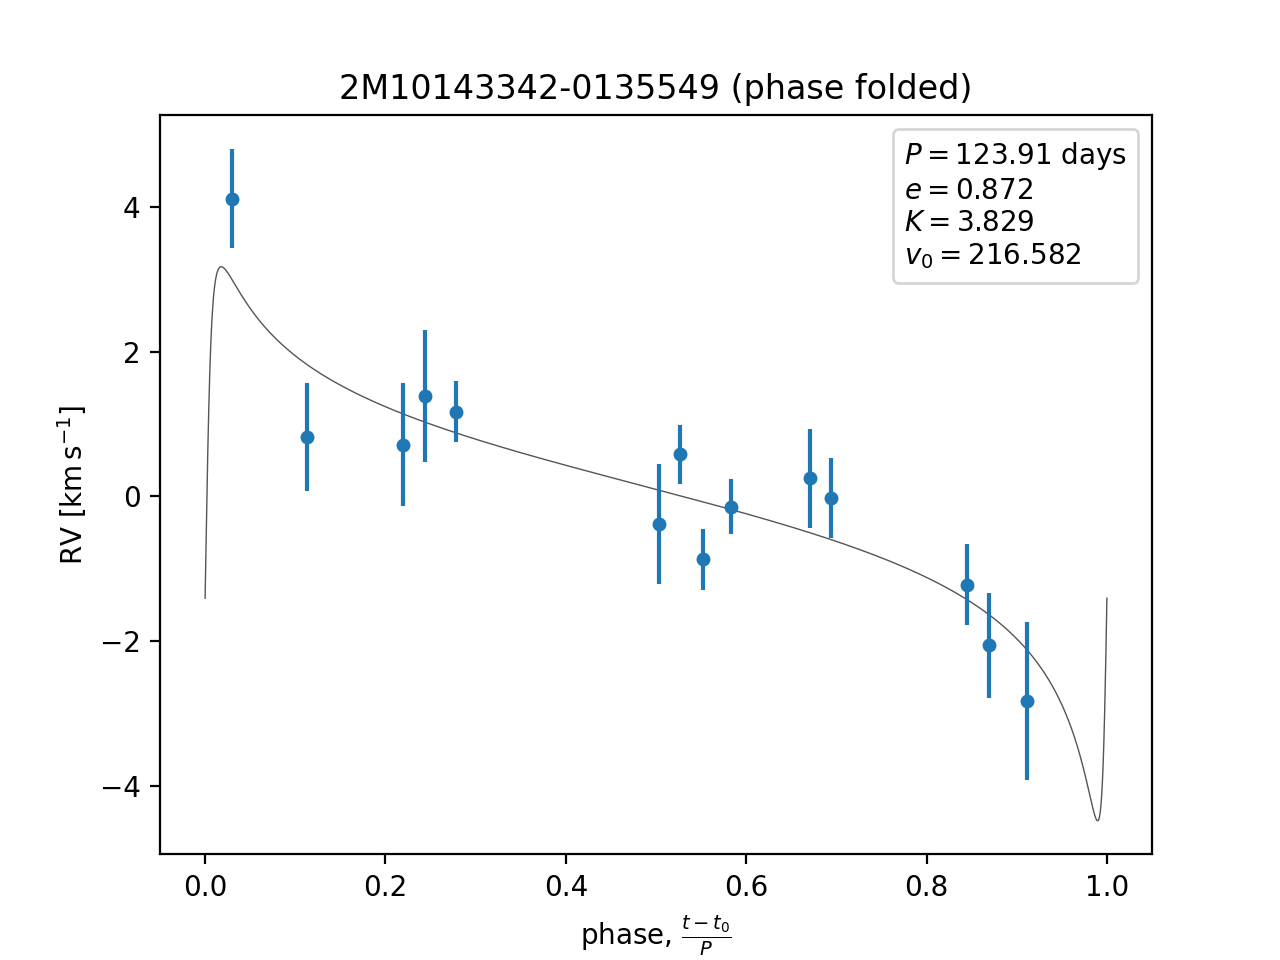 2M10143342-0135549 (phase folded)
P = 123.91 days
e = 0.872
K = 3.829
v₀ = 216.582
RV [km s⁻¹]
4
2
0
−2
−4
0.0 0.2 0.4 0.6 0.8 1.0
phase, (t − t₀)/P